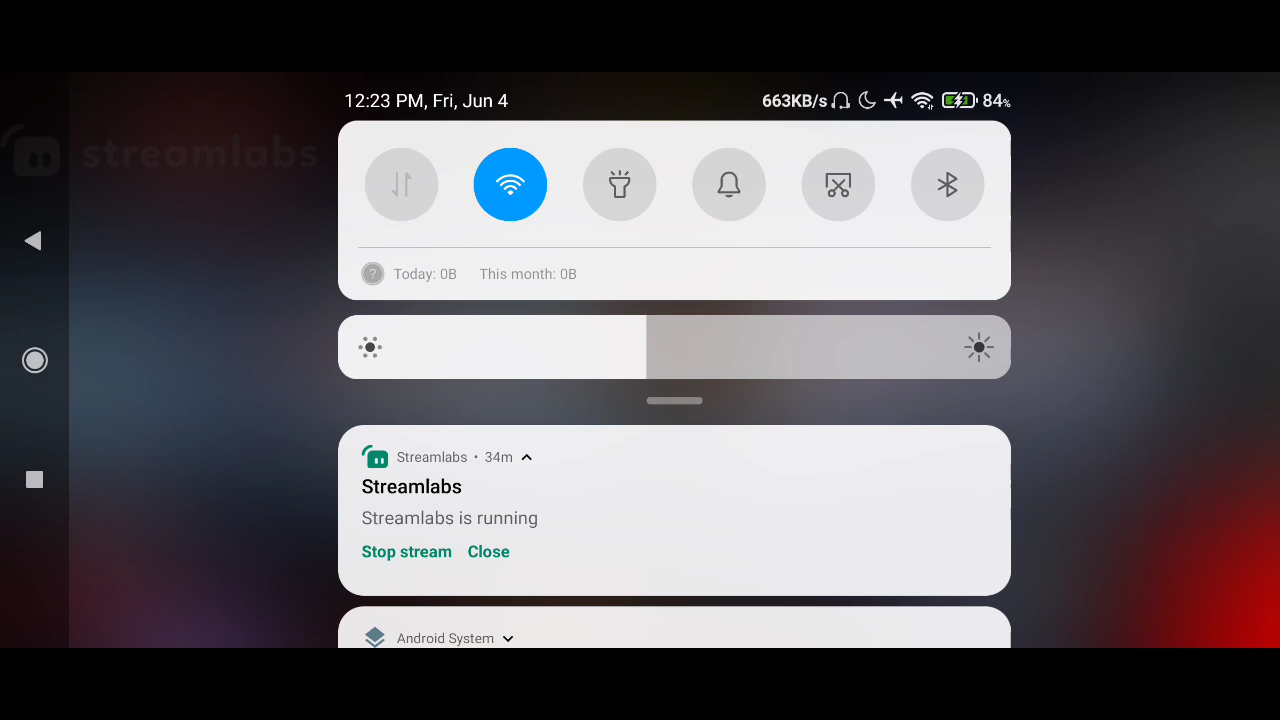 12:23 PM, Fri, Jun 4
663KB/s
84%
streamlabs
?
Today: 0B This month: 0B
Streamlabs • 34m
Streamlabs
Streamlabs is running
Stop stream Close
Android System